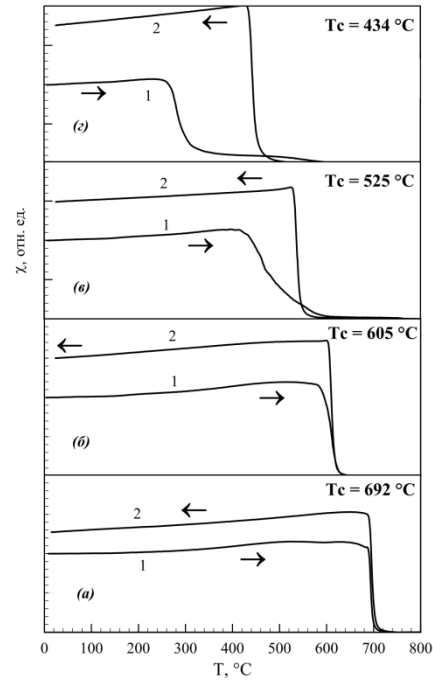 2
Tc = 434 °C
1
(г)
Tc = 525 °C
2
1
(в)
χ, отн. ед.
Tc = 605 °C
2
1
(б)
Tc = 692 °C
2
1
(а)
0 100 200 300 400 500 600 700 800
T, °C